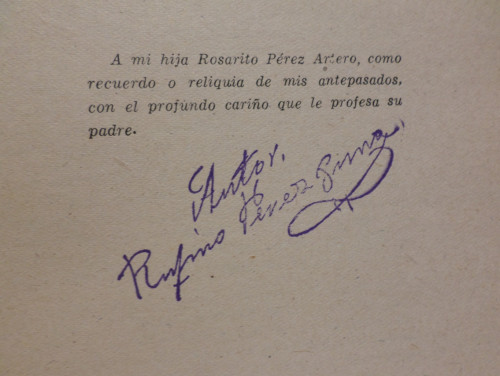 A mi hija Rosarito Pérez Artero, como
recuerdo o reliquia de mis antepasados,
con el profúndo cariño que le profesa su
padre.
Autor,
Rufino Pérez